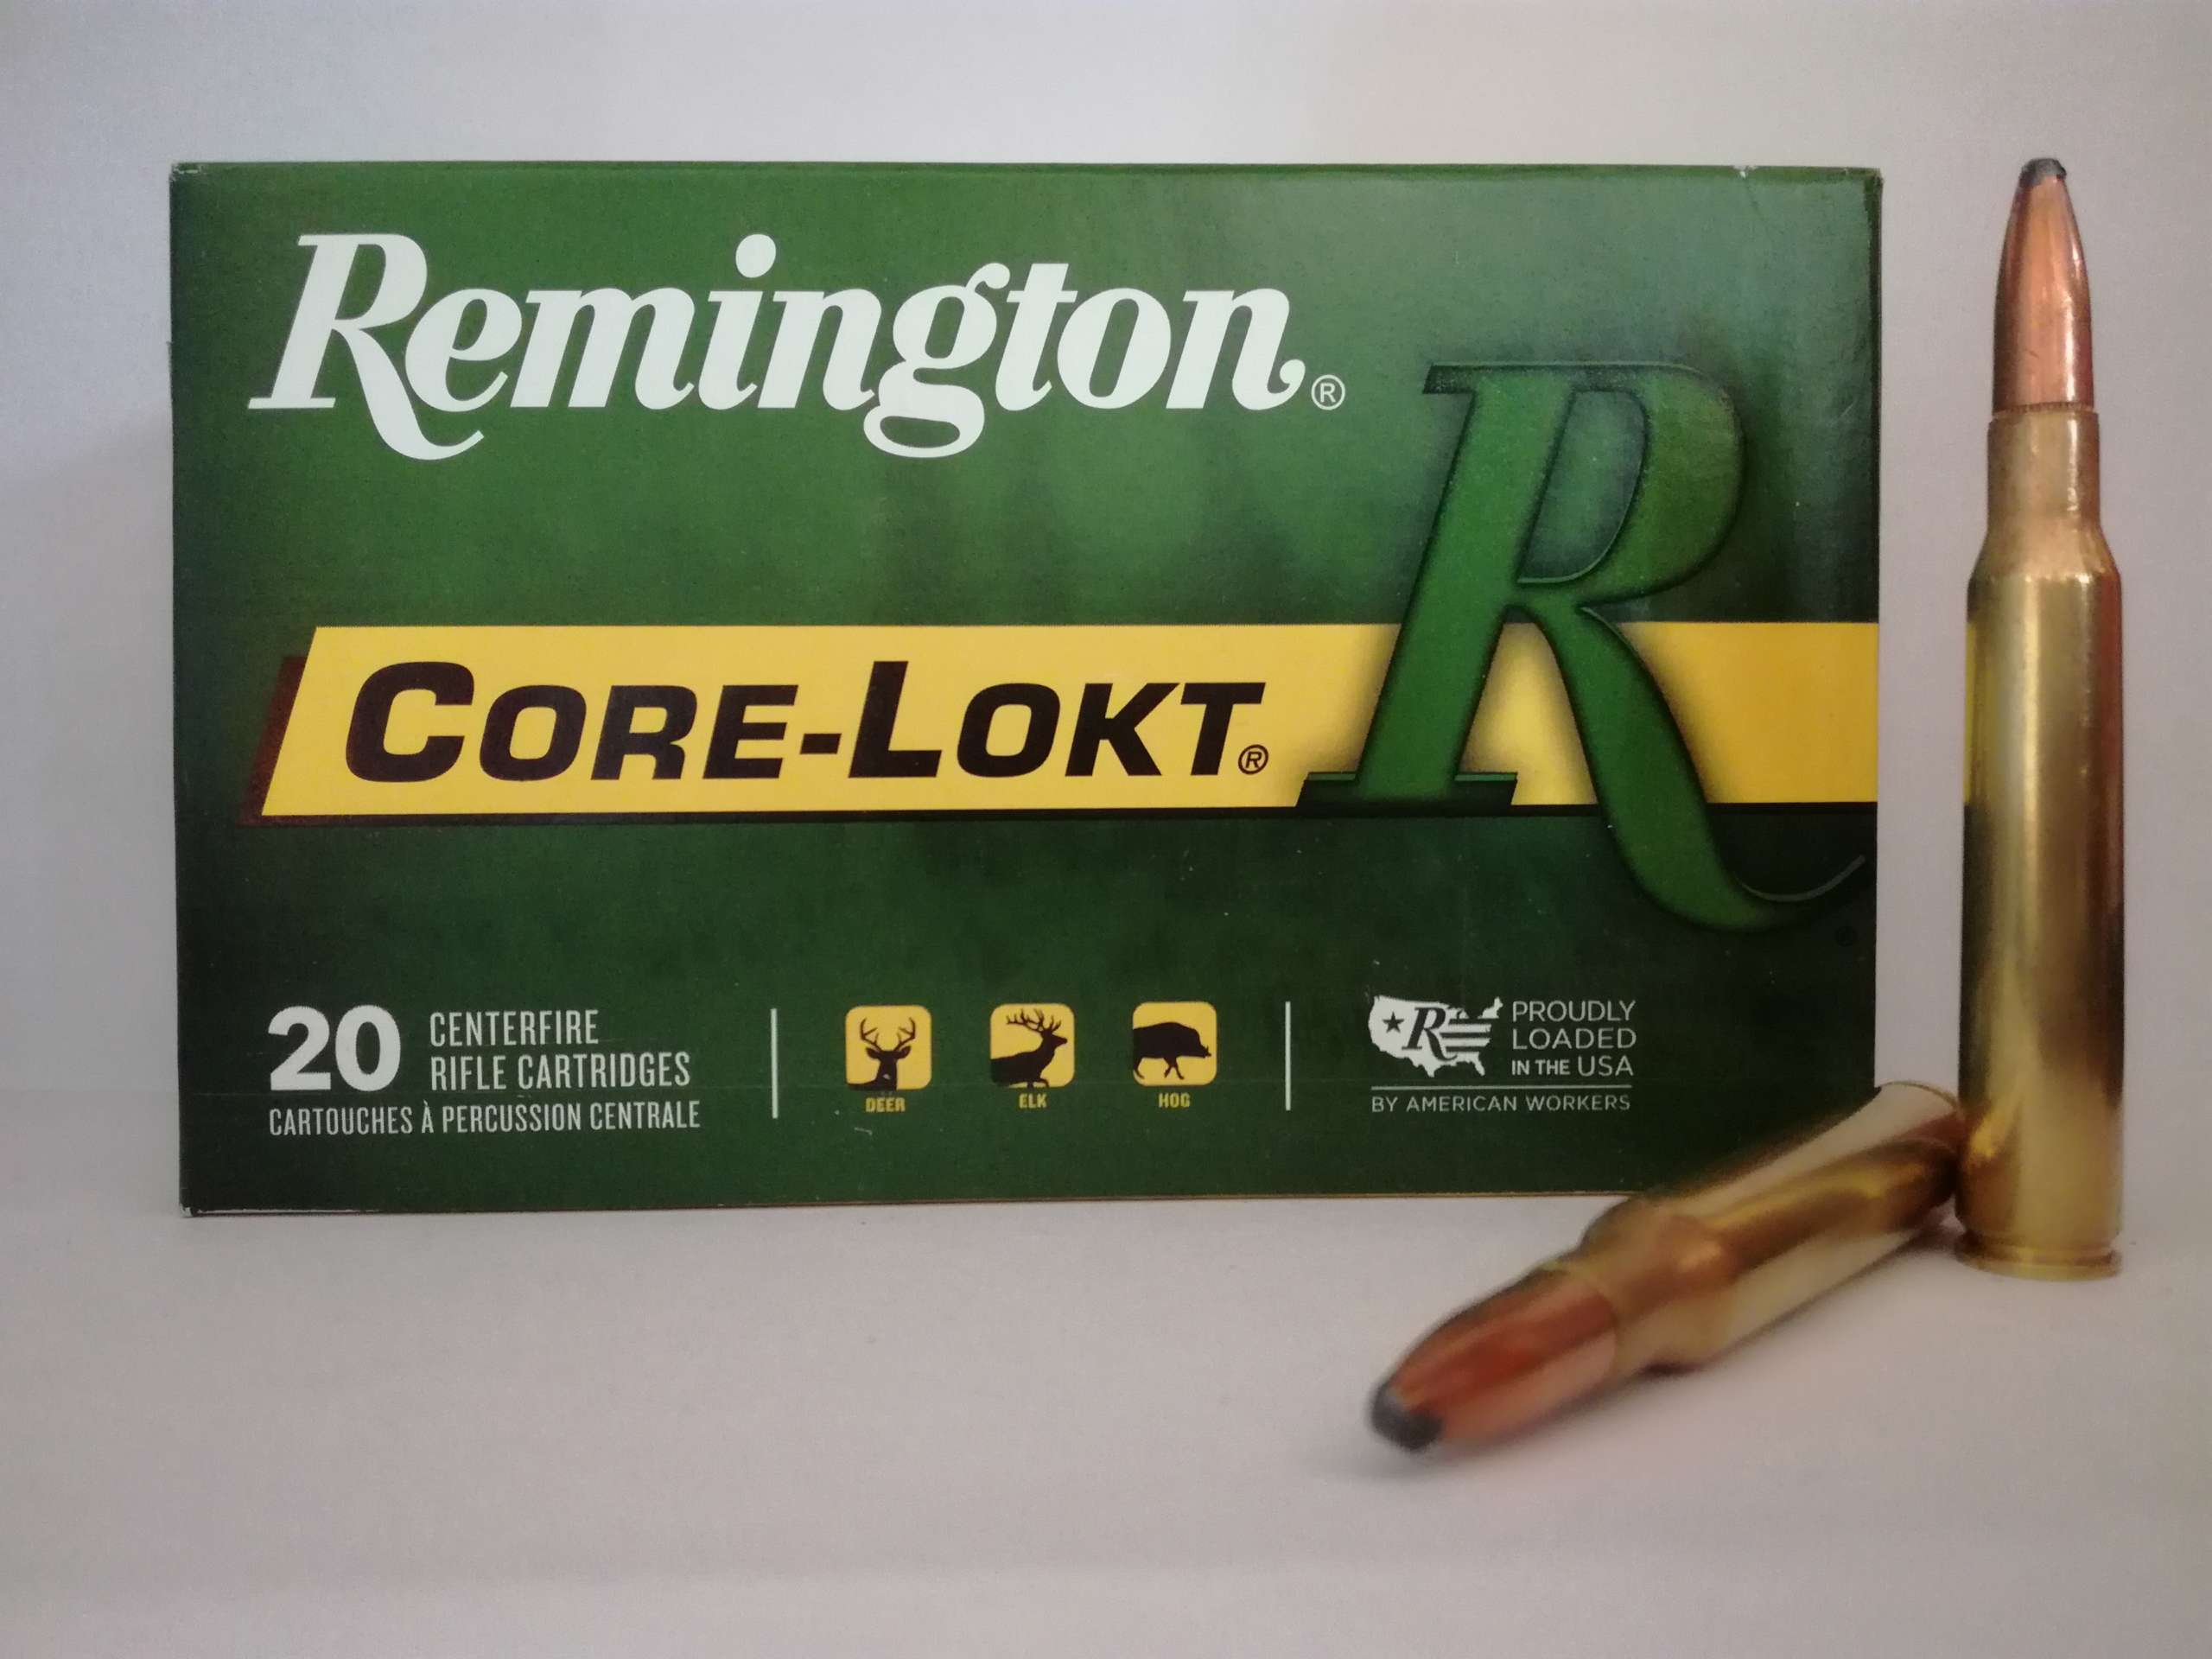 Remington®
CORE-LOKT®
R
20 CENTERFIRE
RIFLE CARTRIDGES
CARTOUCHES À PERCUSSION CENTRALE
DEER
ELK
HOG
R
PROUDLY
LOADED
IN THE USA
BY AMERICAN WORKERS